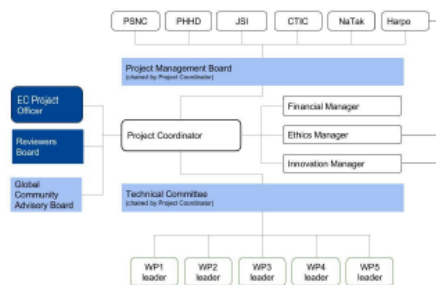 PSNC
PHHD
JSI
CTIC
NaTak
Harpo
Project Management Board
(chaired by Project Coordinator)
EC Project
Officer
Reviewers
Board
Global
Community
Advisory Board
Project Coordinator
Financial Manager
Ethics Manager
Innovation Manager
Technical Committee
(chaired by Project Coordinator)
WP1
leader
WP2
leader
WP3
leader
WP4
leader
WP5
leader